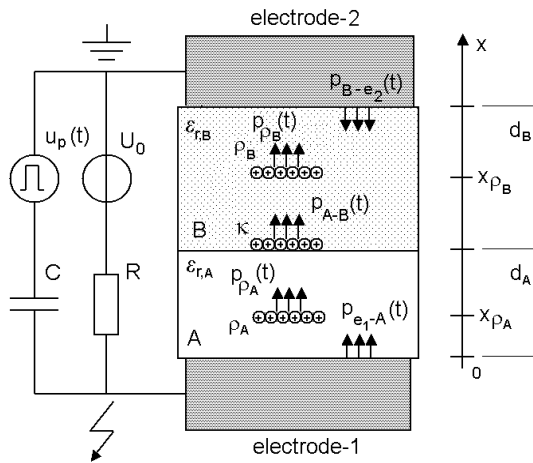 electrode-2
x
p_{B-e_2}(t)
u_p(t)
U_0
ε_{r,B}
p_{ρ_B}(t)
ρ_B
d_B
x_{ρ_B}
p_{A-B}(t)
B
κ
C
R
ε_{r,A}
p_{ρ_A}(t)
d_A
ρ_A
p_{e_1-A}(t)
x_{ρ_A}
A
0
electrode-1